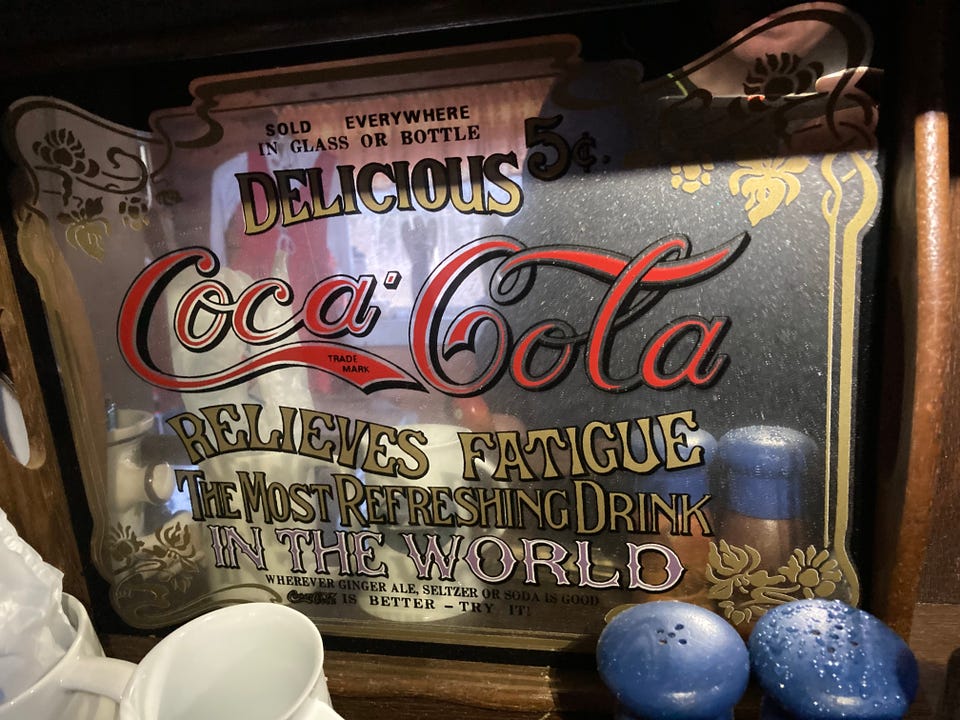 SOLD EVERYWHERE 5¢.
IN GLASS OR BOTTLE
DELICIOUS
Coca-Cola
TRADE
MARK
RELIEVES FATIGUE
THE MOST REFRESHING DRINK
IN THE WORLD
WHEREVER GINGER ALE, SELTZER OR SODA IS GOOD
Coca-Cola IS BETTER – TRY IT!